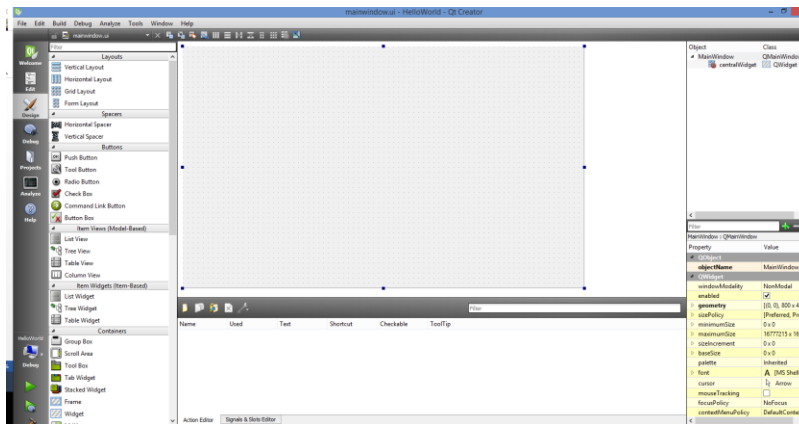 mainwindow.ui - HelloWorld - Qt Creator
File Edit Build Debug Analyze Tools Window Help
mainwindow.ui
Welcome
Edit
Design
Debug
Projects
Analyze
Help
HelloWorld
Debug
Filter
Layouts
Vertical Layout
Horizontal Layout
Grid Layout
Form Layout
Spacers
Horizontal Spacer
Vertical Spacer
Buttons
Push Button
Tool Button
Radio Button
Check Box
Command Link Button
Button Box
Item Views (Model-Based)
List View
Tree View
Table View
Column View
Item Widgets (Item-Based)
List Widget
Tree Widget
Table Widget
Containers
Group Box
Scroll Area
Tool Box
Tab Widget
Stacked Widget
Frame
Widget
Filter
Name Used Text Shortcut Checkable ToolTip
Action Editor Signals & Slots Editor
Object Class
MainWindow QMainWindo
centralWidget QWidget
Filter
MainWindow : QMainWindow
Property Value
QObject
objectName MainWindow
QWidget
windowModality NonModal
enabled
geometry [(0, 0), 800 x 4
sizePolicy [Preferred, Pr
minimumSize 0 x 0
maximumSize 16777215 x 16
sizeIncrement 0 x 0
baseSize 0 x 0
palette Inherited
font A [MS Shell
cursor Arrow
mouseTracking
focusPolicy NoFocus
contextMenuPolicy DefaultConte